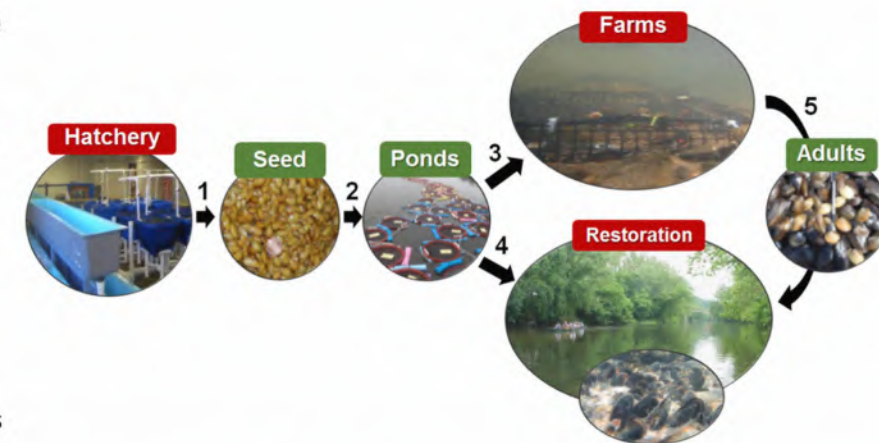 Farms
5
Hatchery
Seed
Ponds
3
Adults
1
2
Restoration
4